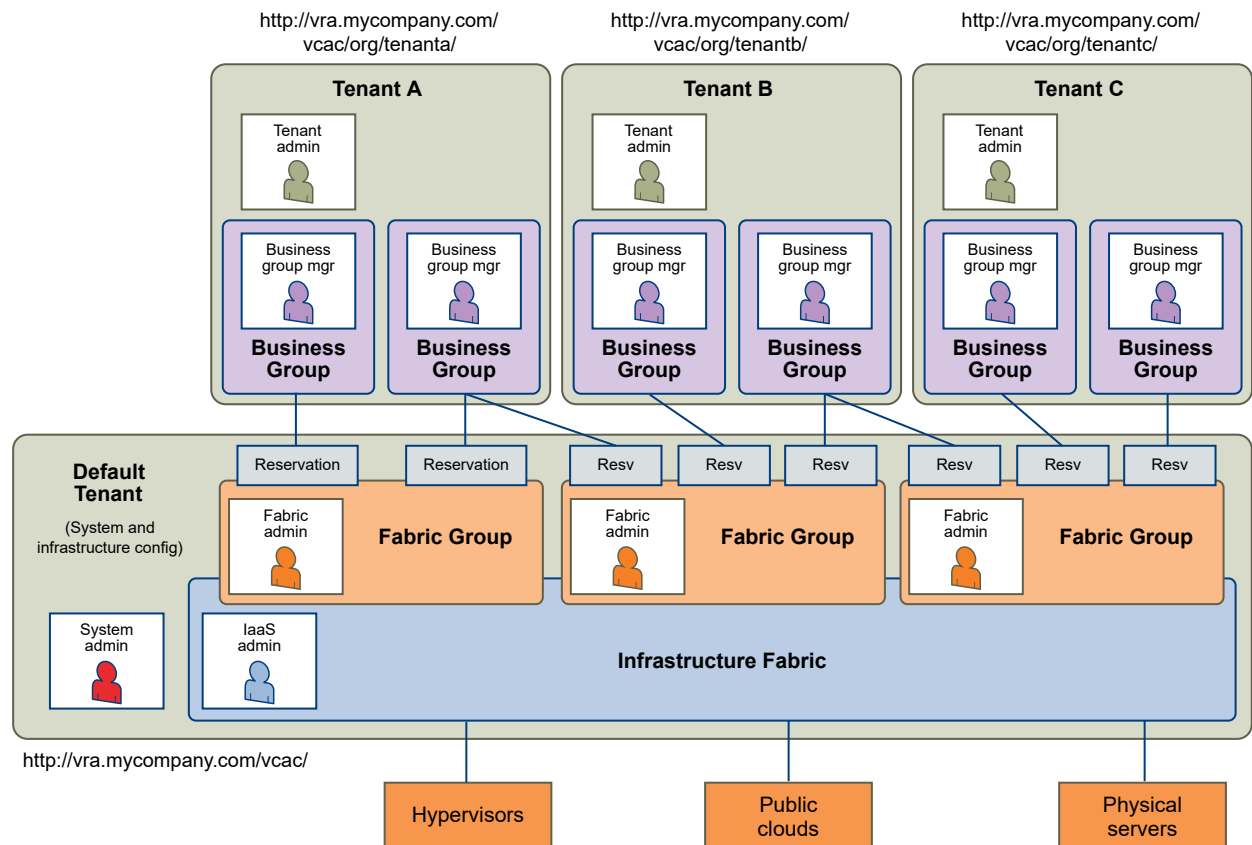 http://vra.mycompany.com/
vcac/org/tenanta/
http://vra.mycompany.com/
vcac/org/tenantb/
http://vra.mycompany.com/
vcac/org/tenantc/
Tenant A
Tenant B
Tenant C
Tenant
admin
Tenant
admin
Tenant
admin
Business
group mgr
Business
Group
Business
group mgr
Business
Group
Business
group mgr
Business
Group
Business
group mgr
Business
Group
Business
group mgr
Business
Group
Business
group mgr
Business
Group
Default
Tenant
(System and
infrastructure config)
Reservation
Reservation
Resv
Resv
Resv
Resv
Resv
Resv
Fabric
admin
Fabric Group
Fabric
admin
Fabric Group
Fabric
admin
Fabric Group
System
admin
IaaS
admin
Infrastructure Fabric
http://vra.mycompany.com/vcac/
Hypervisors
Public
clouds
Physical
servers